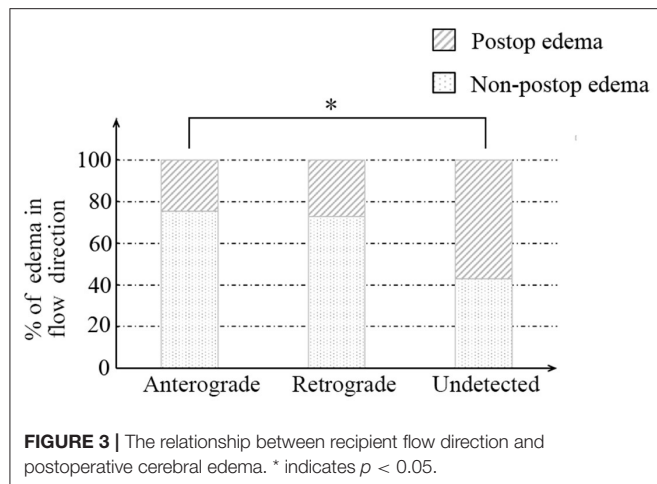 Postop edema
Non-postop edema
*
100
80
60
40
20
0
% of edema in
flow direction
Anterograde
Retrograde
Undetected
FIGURE 3 | The relationship between recipient flow direction and
postoperative cerebral edema. * indicates p < 0.05.